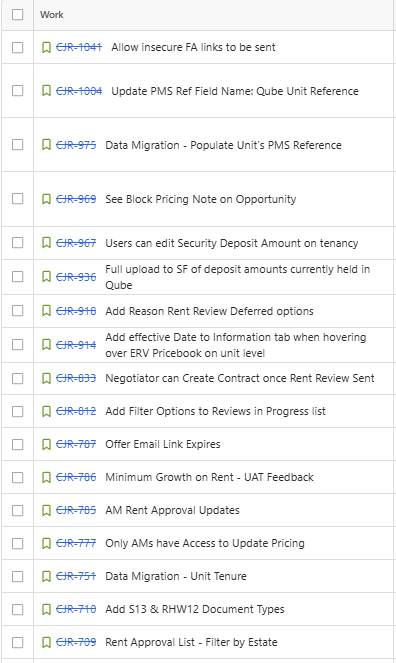 Work
CJR-1041 Allow insecure FA links to be sent
CJR-1004 Update PMS Ref Field Name: Qube Unit Reference
CJR-975 Data Migration - Populate Unit's PMS Reference
CJR-969 See Block Pricing Note on Opportunity
CJR-967 Users can edit Security Deposit Amount on tenancy
CJR-936 Full upload to SF of deposit amounts currently held in
Qube
CJR-918 Add Reason Rent Review Deferred options
CJR-914 Add effective Date to Information tab when hovering
over ERV Pricebook on unit level
CJR-833 Negotiator can Create Contract once Rent Review Sent
CJR-812 Add Filter Options to Reviews in Progress list
CJR-787 Offer Email Link Expires
CJR-786 Minimum Growth on Rent - UAT Feedback
CJR-785 AM Rent Approval Updates
CJR-777 Only AMs have Access to Update Pricing
CJR-751 Data Migration - Unit Tenure
CJR-710 Add S13 & RHW12 Document Types
CJR-709 Rent Approval List - Filter by Estate